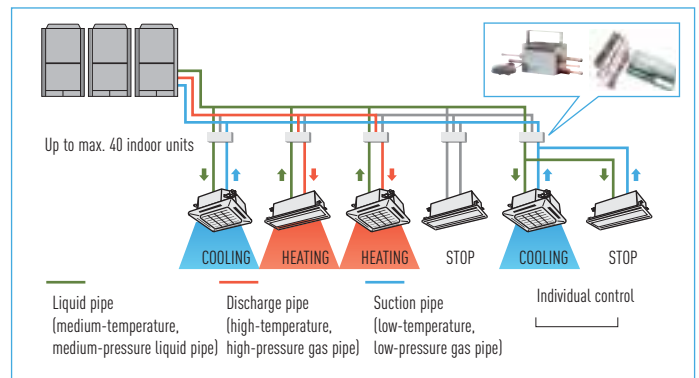 Up to max. 40 indoor units
COOLING HEATING HEATING STOP COOLING STOP
Liquid pipe
(medium-temperature,
medium-pressure liquid pipe)
Discharge pipe
(high-temperature,
high-pressure gas pipe)
Suction pipe
(low-temperature,
low-pressure gas pipe)
Individual control